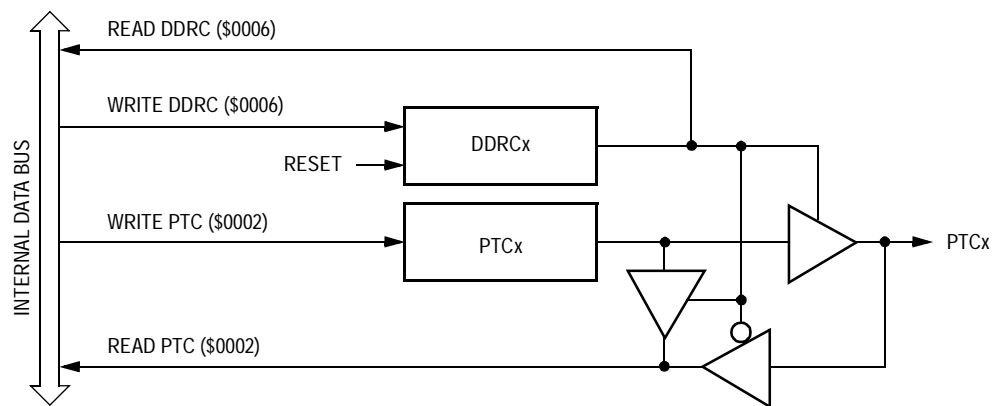 READ DDRC ($0006)
WRITE DDRC ($0006)
DDRCx
RESET
INTERNAL DATA BUS
WRITE PTC ($0002)
PTCx
PTCx
READ PTC ($0002)